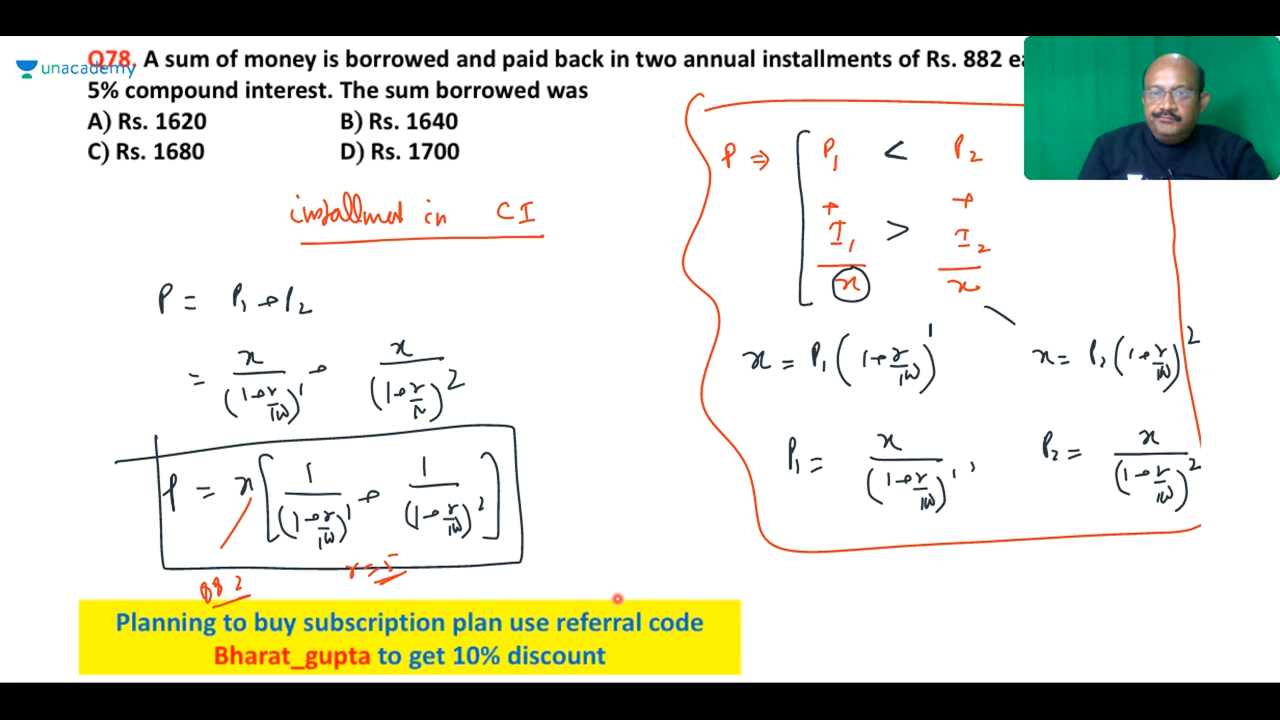 Q78. A sum of money is borrowed and paid back in two annual installments of Rs. 882
unacademy
5% compound interest. The sum borrowed was
A) Rs. 1620 B) Rs. 1640
C) Rs. 1680 D) Rs. 1700
installment in CI
P ⇒ P₁ < P₂
+ +
I₁ > I₂
x x
P = P₁ + P₂
x = P₁(1+r/100)¹ x = P₂(1+r/100)²
= x/(1+r/100)¹ + x/(1+r/100)²
P₁ = x/(1+r/100)¹, P₂ = x/(1+r/100)²
P = x[1/(1+r/100)¹ + 1/(1+r/100)²]
882 r = 5
Planning to buy subscription plan use referral code
Bharat_gupta to get 10% discount